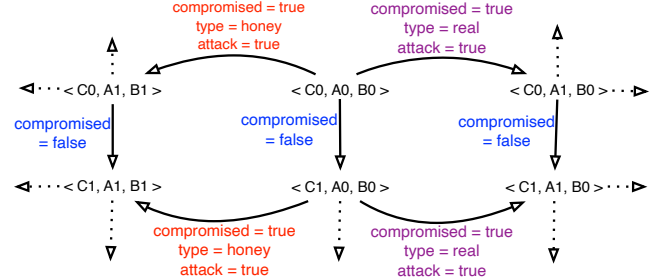 compromised = true
type = honey
attack = true
compromised = true
type = real
attack = true
< C0, A1, B1 >
< C0, A0, B0 >
< C0, A1, B0 >
compromised
= false
compromised
= false
compromised
= false
< C1, A1, B1 >
< C1, A0, B0 >
< C1, A1, B0 >
compromised = true
type = honey
attack = true
compromised = true
type = real
attack = true